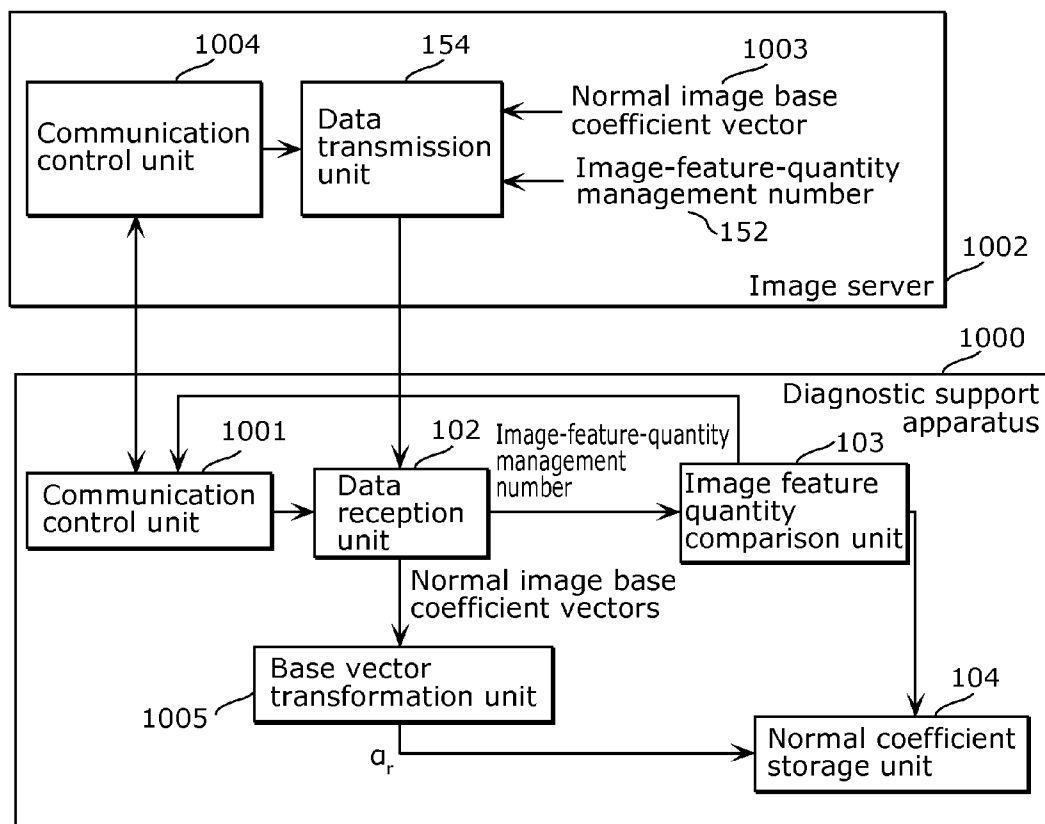 1004
154
1003
Communication
control unit
Data
transmission
unit
Normal image base
coefficient vector
Image-feature-quantity
management number
152
1002
Image server
1000
Diagnostic support
apparatus
1001
102
Image-feature-quantity
management
number
103
Communication
control unit
Data
reception
unit
Image feature
quantity
comparison unit
Normal image base
coefficient vectors
Base vector
transformation unit
1005
104
Normal coefficient
storage unit
αr